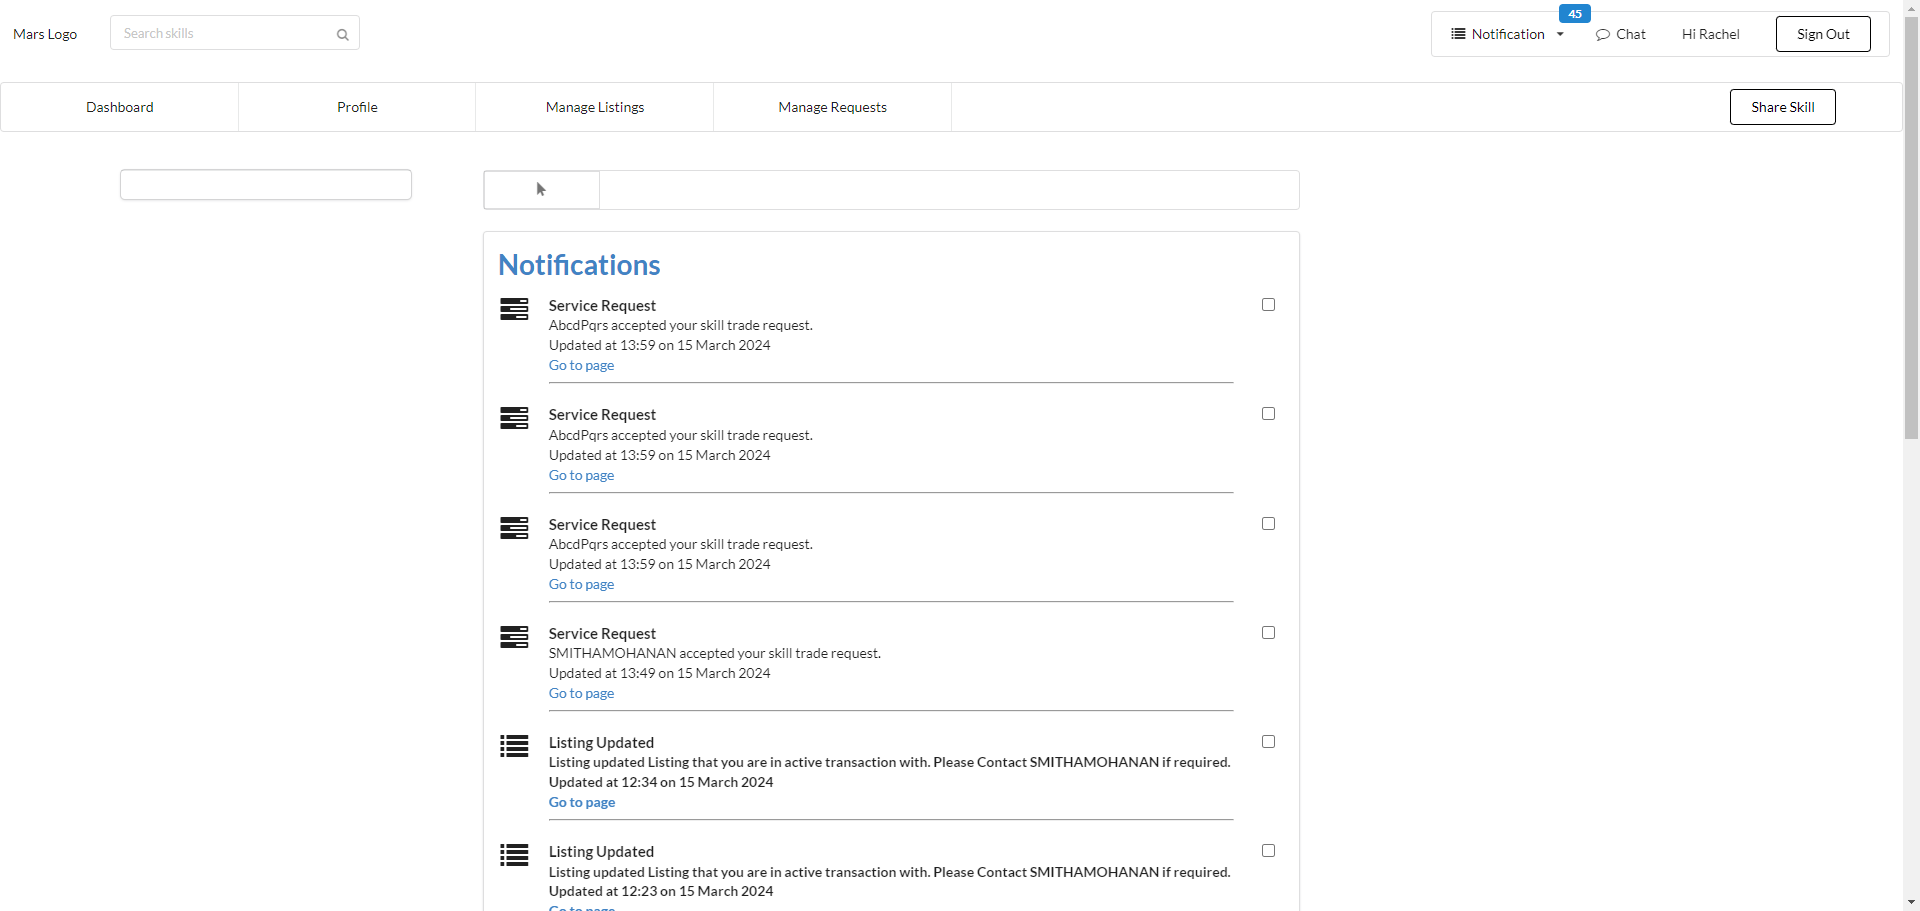 Mars Logo
Search skills
45
Notification
Chat
Hi Rachel
Sign Out
Dashboard
Profile
Manage Listings
Manage Requests
Share Skill
Notifications
Service Request
AbcdPqrs accepted your skill trade request.
Updated at 13:59 on 15 March 2024
Go to page
Service Request
AbcdPqrs accepted your skill trade request.
Updated at 13:59 on 15 March 2024
Go to page
Service Request
AbcdPqrs accepted your skill trade request.
Updated at 13:59 on 15 March 2024
Go to page
Service Request
SMITHAMOHANAN accepted your skill trade request.
Updated at 13:49 on 15 March 2024
Go to page
Listing Updated
Listing updated Listing that you are in active transaction with. Please Contact SMITHAMOHANAN if required.
Updated at 12:34 on 15 March 2024
Go to page
Listing Updated
Listing updated Listing that you are in active transaction with. Please Contact SMITHAMOHANAN if required.
Updated at 12:23 on 15 March 2024
Go to page